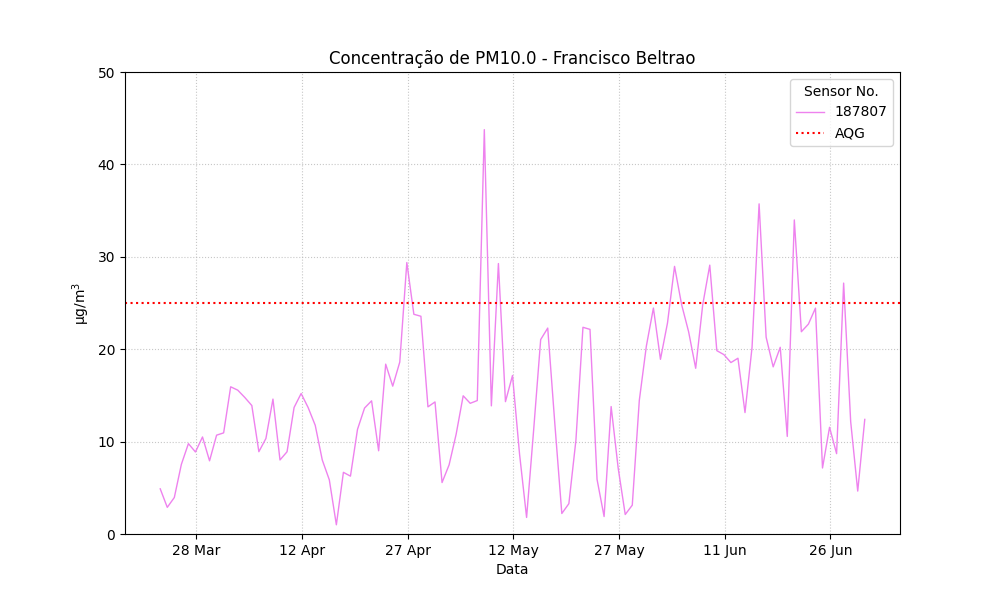 Concentração de PM10.0 - Francisco Beltrao
50
40
30
20
10
0
µg/m³
Sensor No.
187807
AQG
28 Mar
12 Apr
27 Apr
12 May
27 May
11 Jun
26 Jun
Data